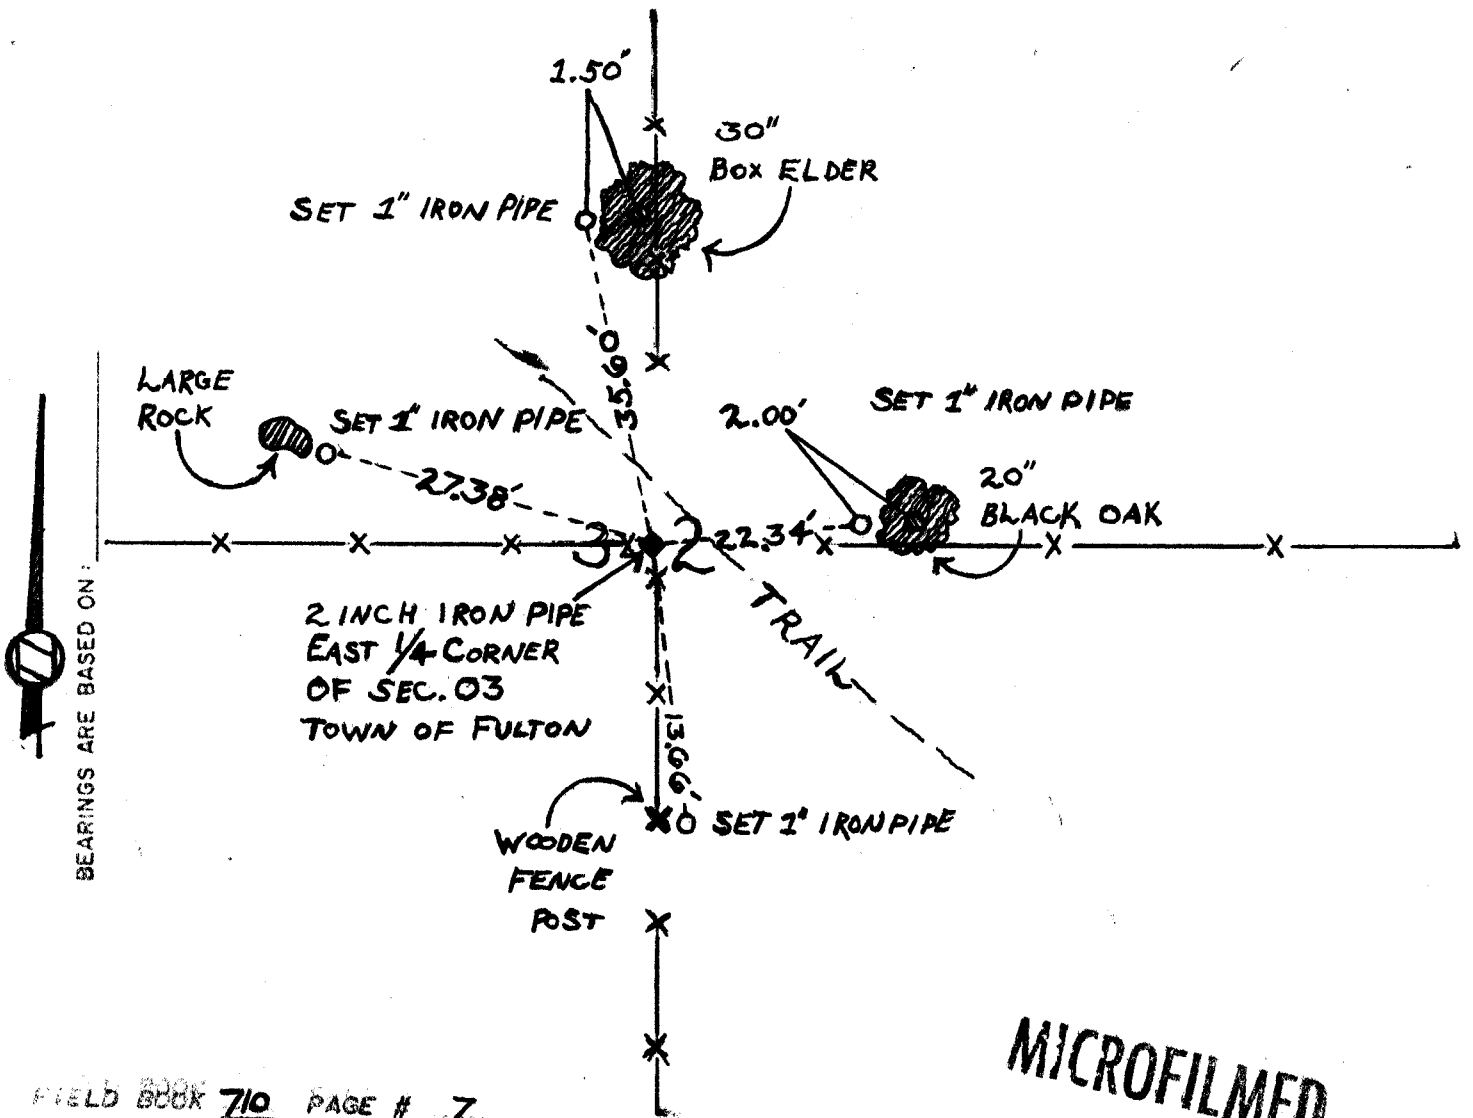 1.50"
30"
BOX ELDER
SET 1" IRON PIPE
35.60'
LARGE
ROCK
SET 1" IRON PIPE
27.38'
2.00'
SET 1" IRON PIPE
20"
BLACK OAK
3
2
22.34'
2 INCH IRON PIPE
EAST 1/4 CORNER
OF SEC. 03
TOWN OF FULTON
TRAIL
13.66'
WOODEN
FENCE
POST
SET 1" IRON PIPE
BEARINGS ARE BASED ON:
MICROFILMED
FIELD BOOK 710 PAGE # 7